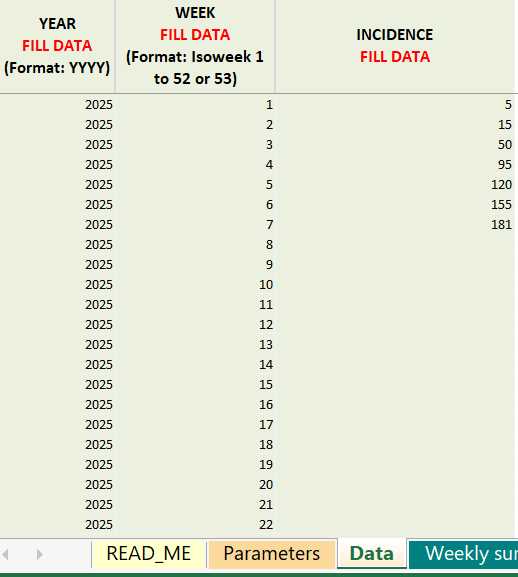 YEAR
FILL DATA
(Format: YYYY)
WEEK
FILL DATA
(Format: Isoweek 1
to 52 or 53)
INCIDENCE
FILL DATA
2025 1 5
2025 2 15
2025 3 50
2025 4 95
2025 5 120
2025 6 155
2025 7 181
2025 8
2025 9
2025 10
2025 11
2025 12
2025 13
2025 14
2025 15
2025 16
2025 17
2025 18
2025 19
2025 20
2025 21
2025 22
READ_ME Parameters Data Weekly sur